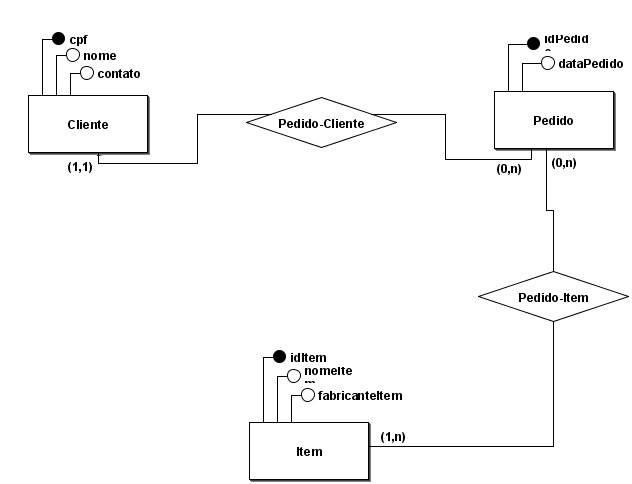 cpf
nome
contato
Cliente
(1,1)
Pedido-Cliente
idPedid
dataPedido
Pedido
(0,n)
(0,n)
Pedido-Item
idItem
nomeIte
fabricanteItem
Item
(1,n)